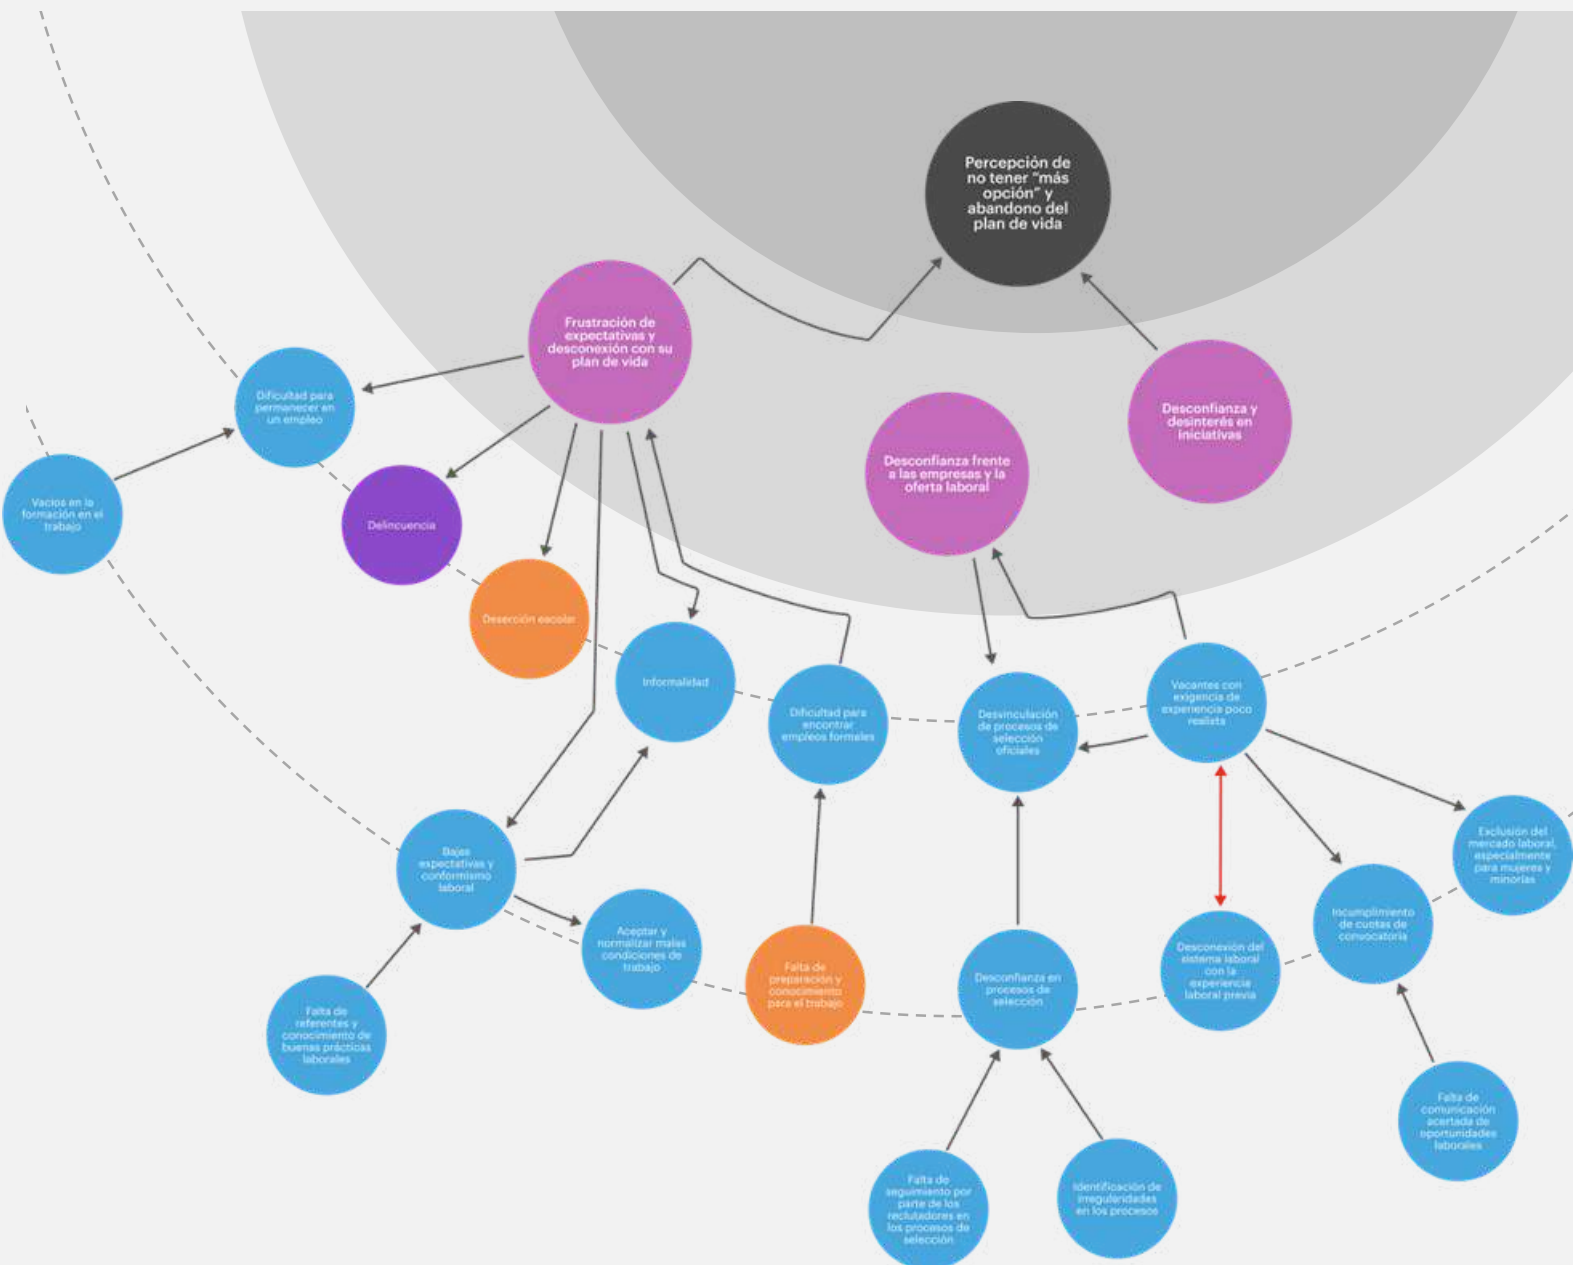 Percepción de
no tener “más
opción” y
abandono del
plan de vida
Frustración de
expectativas y
desconexión con su
plan de vida
Desconfianza y
desinterés en
iniciativas
Desconfianza frente
a las empresas y la
oferta laboral
Dificultad para
permanecer en
un empleo
Vacíos en la
formación en el
trabajo
Delincuencia
Deserción escolar
Informalidad
Dificultad para
encontrar
empleos formales
Desvinculación
de procesos de
selección
oficiales
Vacantes con
exigencia de
experiencia poco
realista
Bajas
expectativas y
conformismo
laboral
Aceptar y
normalizar malas
condiciones de
trabajo
Falta de
preparación y
conocimiento
para el trabajo
Desconfianza en
procesos de
selección
Desconexión del
sistema laboral
con la
experiencia
laboral previa
Incumplimiento
de cuotas de
convocatoria
Exclusión del
mercado laboral,
especialmente
para mujeres y
minorías
Falta de
referentes y
conocimiento de
buenas prácticas
laborales
Falta de
seguimiento por
parte de los
reclutadores en
los procesos de
selección
Identificación de
irregularidades
en los procesos
Falta de
comunicación
acertada de
oportunidades
laborales